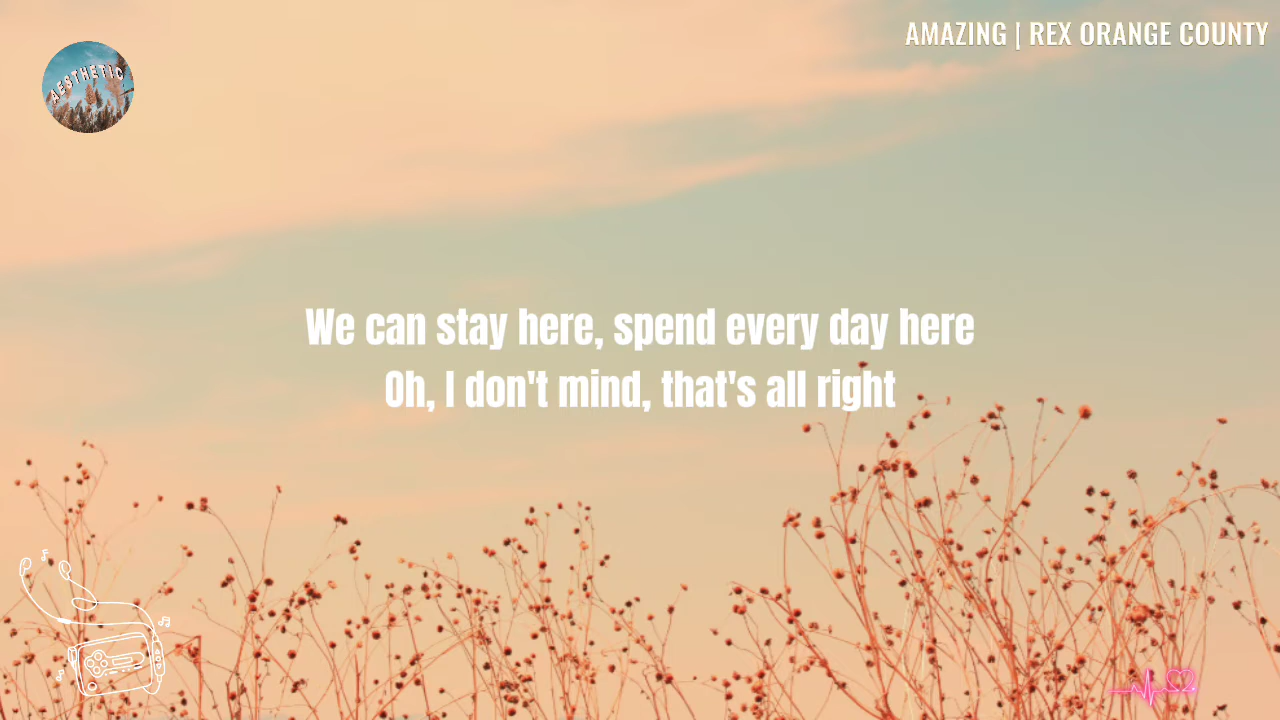 AMAZING | REX ORANGE COUNTY
AESTHETIC
We can stay here, spend every day here
Oh, I don't mind, that's all right